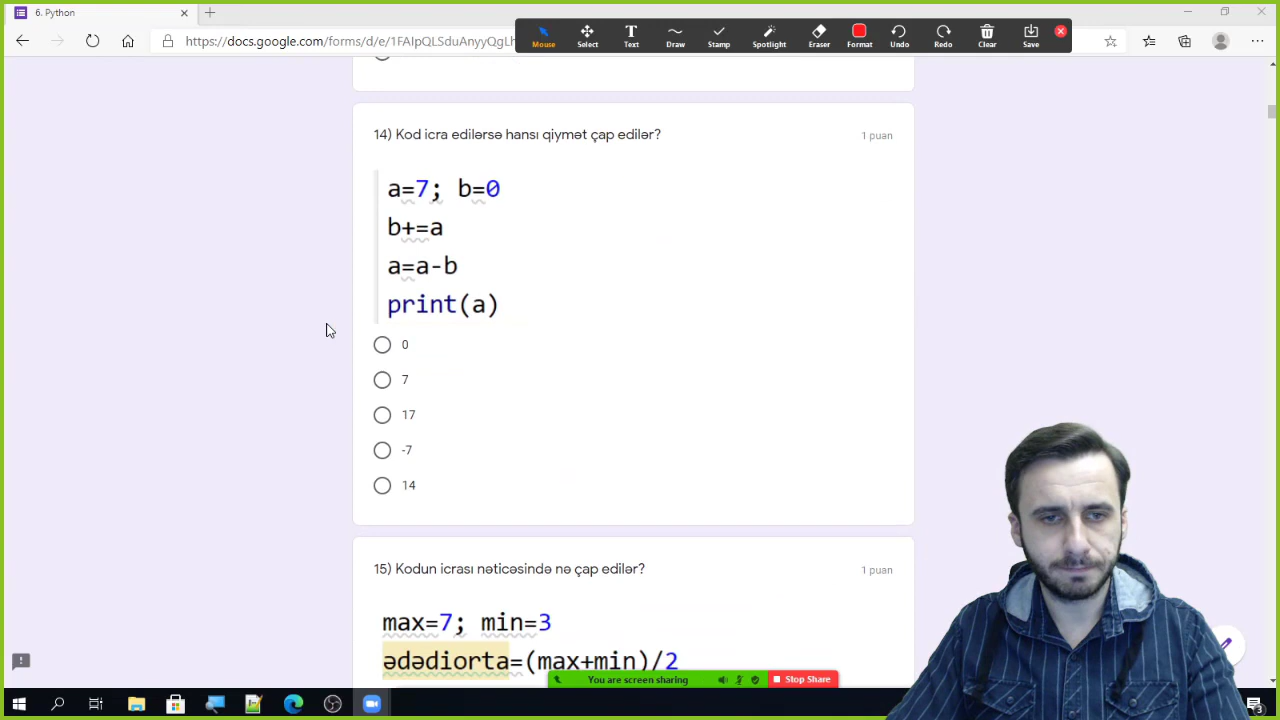 6. Python
https://docs.google.com/forms/d/e/1FAIpQLSduAnyyQgLh
Mouse
Select
Text
Draw
Stamp
Spotlight
Eraser
Format
Undo
Redo
Clear
Save
14) Kod icra edilərsə hansı qiymət çap edilər?
1 puan
a=7; b=0
b+=a
a=a-b
print(a)
0
7
17
-7
14
15) Kodun icrası nəticəsində nə çap edilər?
1 puan
max=7; min=3
ədədiorta=(max+min)/2
You are screen sharing
Stop Share
3